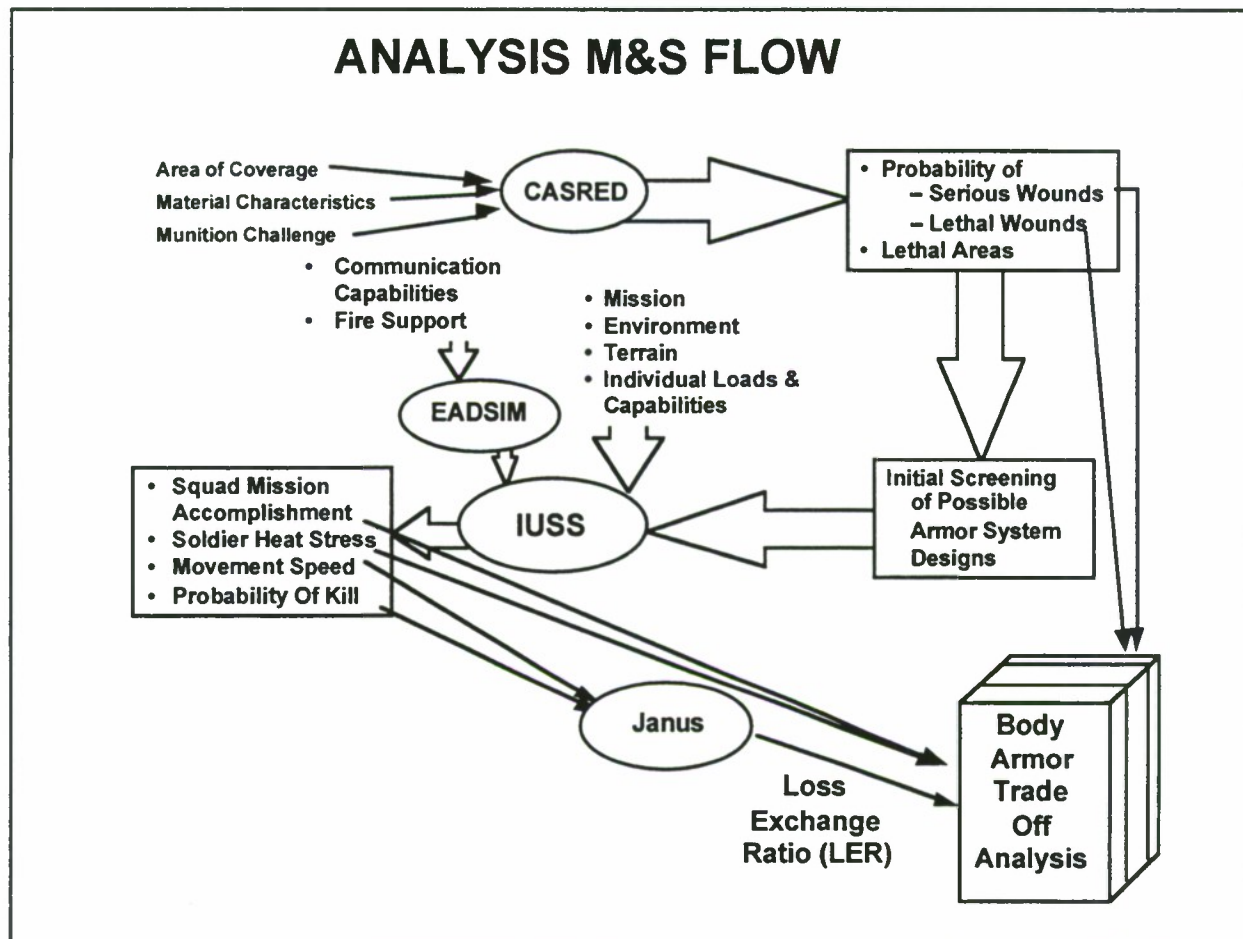 ANALYSIS M&S FLOW
Area of Coverage
Material Characteristics
Munition Challenge
CASRED
• Probability of
– Serious Wounds
– Lethal Wounds
• Lethal Areas
• Communication
Capabilities
• Fire Support
• Mission
• Environment
• Terrain
• Individual Loads &
Capabilities
EADSIM
IUSS
Initial Screening
of Possible
Armor System
Designs
• Squad Mission
Accomplishment
• Soldier Heat Stress
• Movement Speed
• Probability Of Kill
Janus
Loss
Exchange
Ratio (LER)
Body
Armor
Trade
Off
Analysis